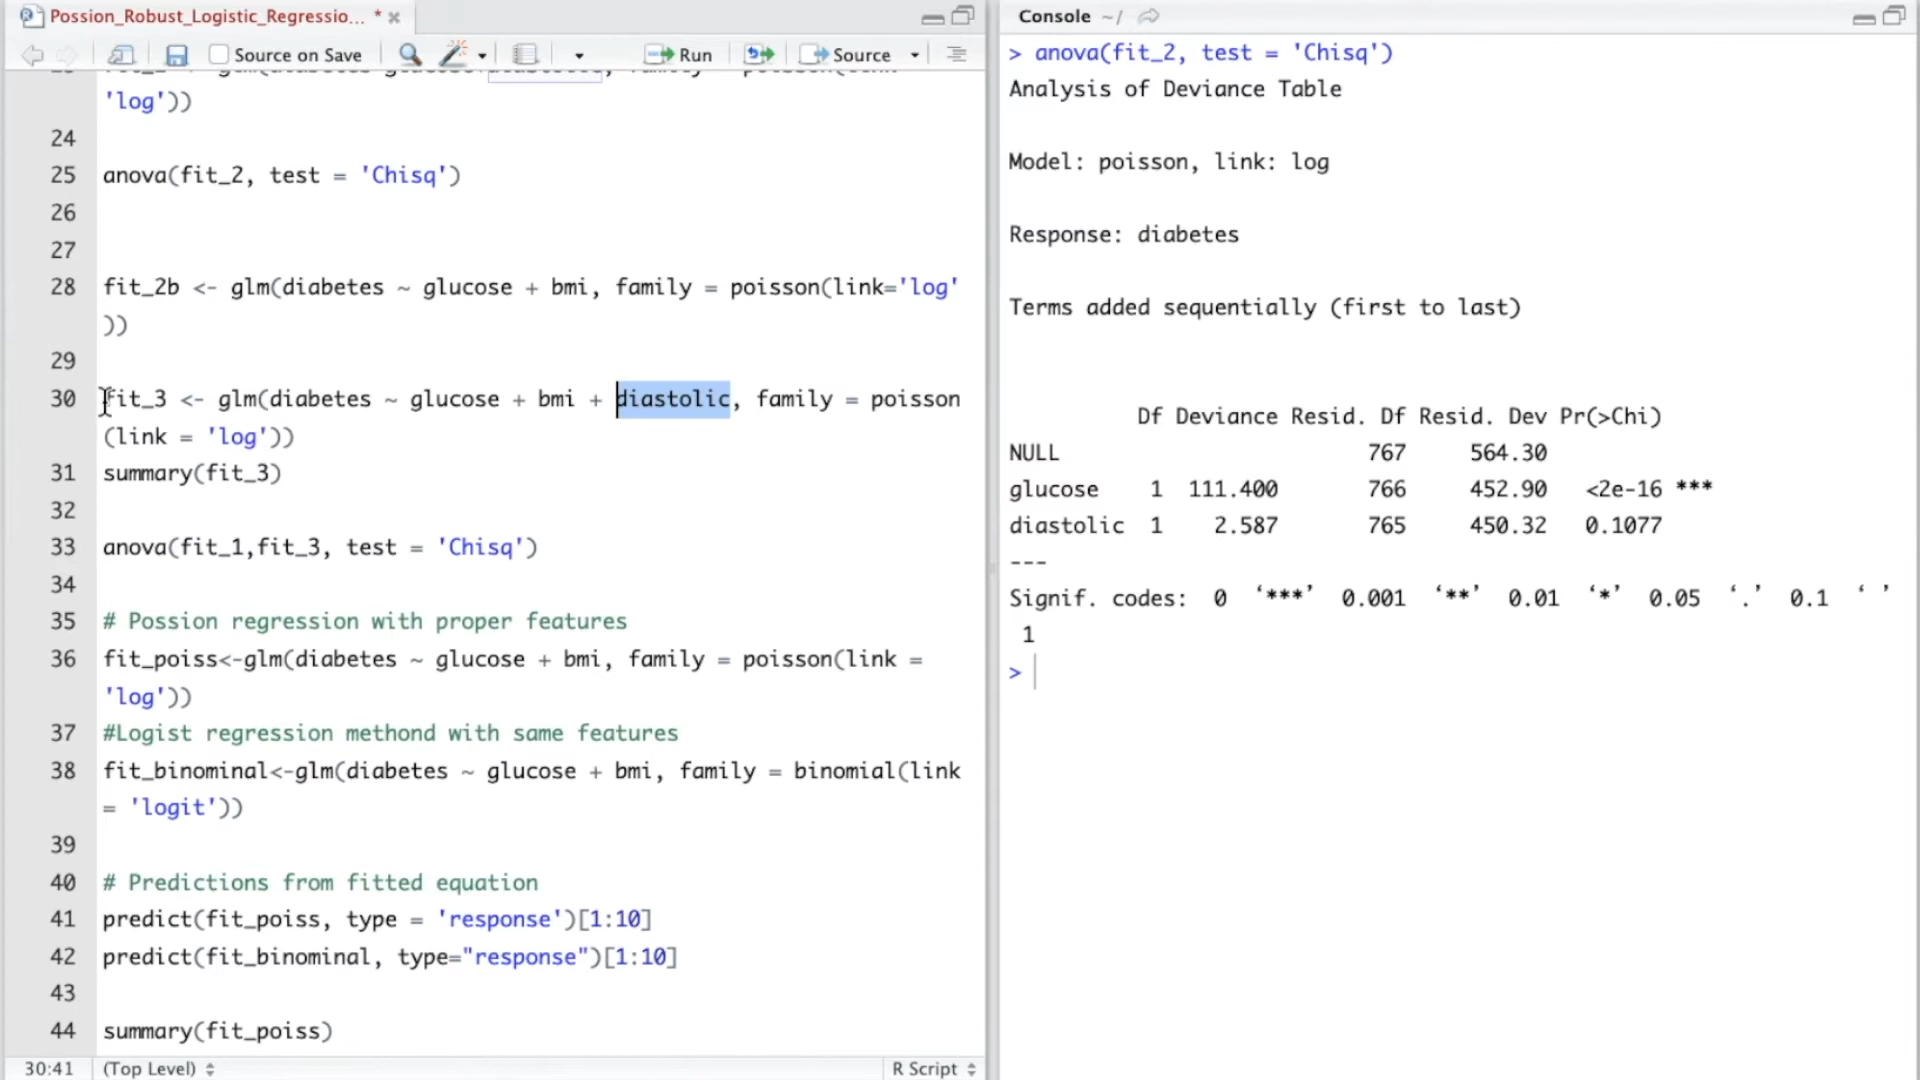 Possion_Robust_Logistic_Regressio... *
Source on Save
Run
Source
'log'))
24
25 anova(fit_2, test = 'Chisq')
26
27
28 fit_2b <- glm(diabetes ~ glucose + bmi, family = poisson(link='log'
))
29
30 fit_3 <- glm(diabetes ~ glucose + bmi + diastolic, family = poisson
(link = 'log'))
31 summary(fit_3)
32
33 anova(fit_1,fit_3, test = 'Chisq')
34
35 # Possion regression with proper features
36 fit_poiss<-glm(diabetes ~ glucose + bmi, family = poisson(link =
'log'))
37 #Logist regression methond with same features
38 fit_binominal<-glm(diabetes ~ glucose + bmi, family = binomial(link
= 'logit'))
39
40 # Predictions from fitted equation
41 predict(fit_poiss, type = 'response')[1:10]
42 predict(fit_binominal, type="response")[1:10]
43
44 summary(fit_poiss)
30:41 (Top Level) R Script
Console ~/
> anova(fit_2, test = 'Chisq')
Analysis of Deviance Table
Model: poisson, link: log
Response: diabetes
Terms added sequentially (first to last)
Df Deviance Resid. Df Resid. Dev Pr(>Chi)
NULL 767 564.30
glucose 1 111.400 766 452.90 <2e-16 ***
diastolic 1 2.587 765 450.32 0.1077
---
Signif. codes: 0 ‘***’ 0.001 ‘**’ 0.01 ‘*’ 0.05 ‘.’ 0.1 ‘ ’
1
>